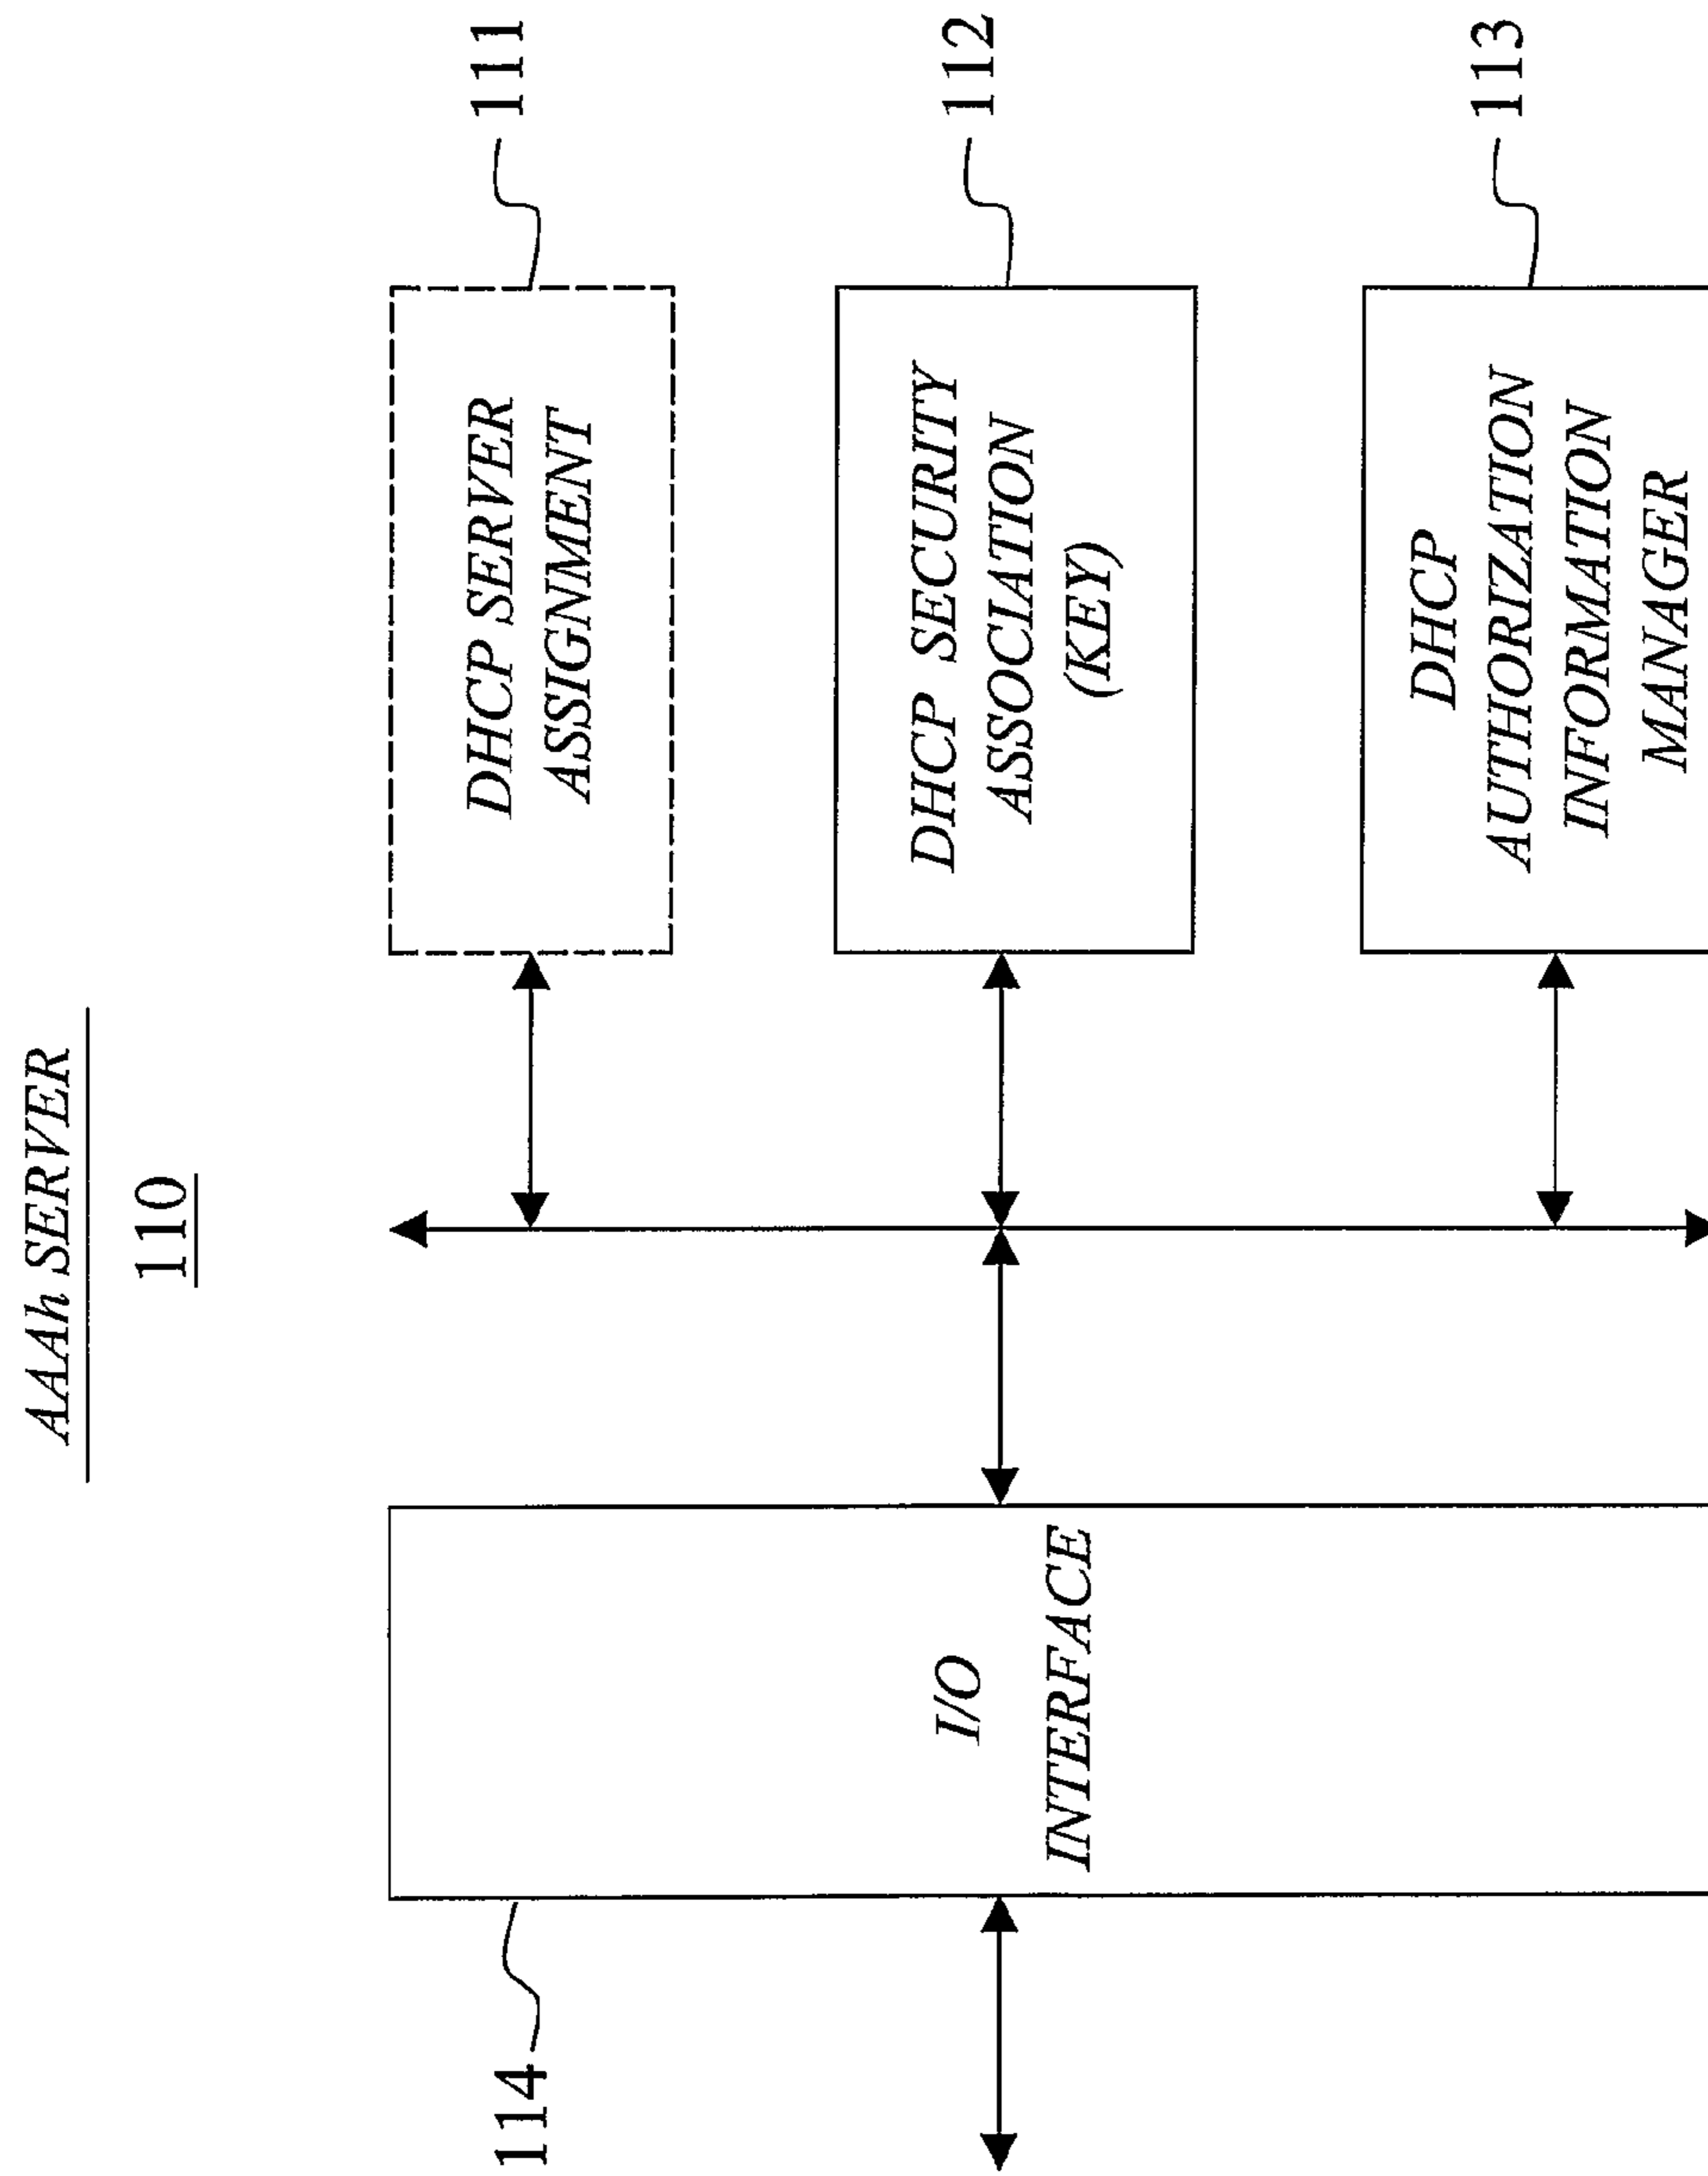 AAAh SERVER
110
114
I/O
INTERFACE
DHCP SERVER
ASSIGNMENT
111
DHCP SECURITY
ASSOCIATION
(KEY)
112
DHCP
AUTHORIZATION
INFORMATION
MANAGER
113